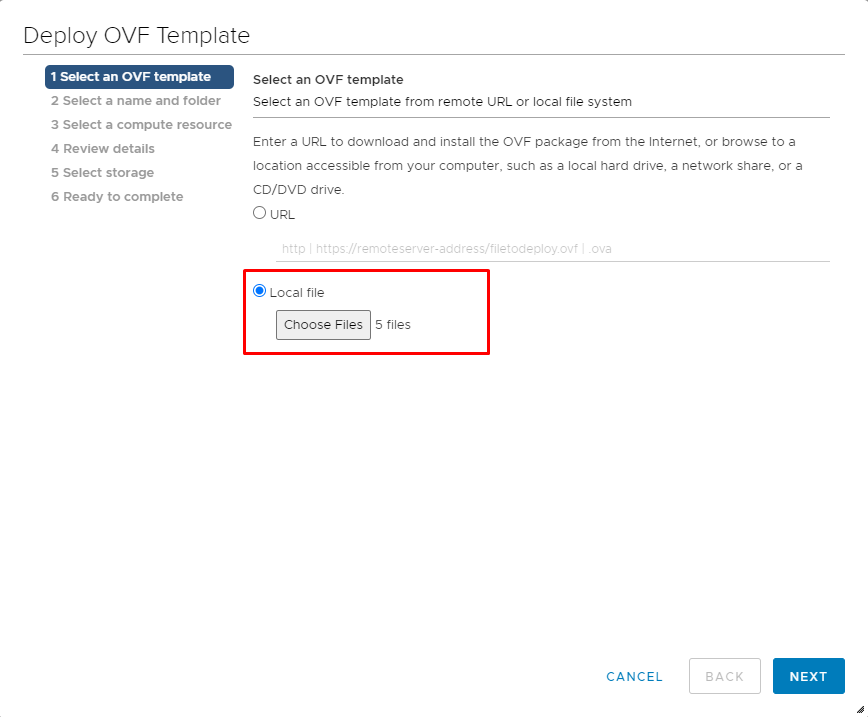 Deploy OVF Template
1 Select an OVF template
2 Select a name and folder
3 Select a compute resource
4 Review details
5 Select storage
6 Ready to complete
Select an OVF template
Select an OVF template from remote URL or local file system
Enter a URL to download and install the OVF package from the Internet, or browse to a
location accessible from your computer, such as a local hard drive, a network share, or a
CD/DVD drive.
URL
http | https://remoteserver-address/filetodeploy.ovf | .ova
Local file
Choose Files 5 files
CANCEL BACK NEXT